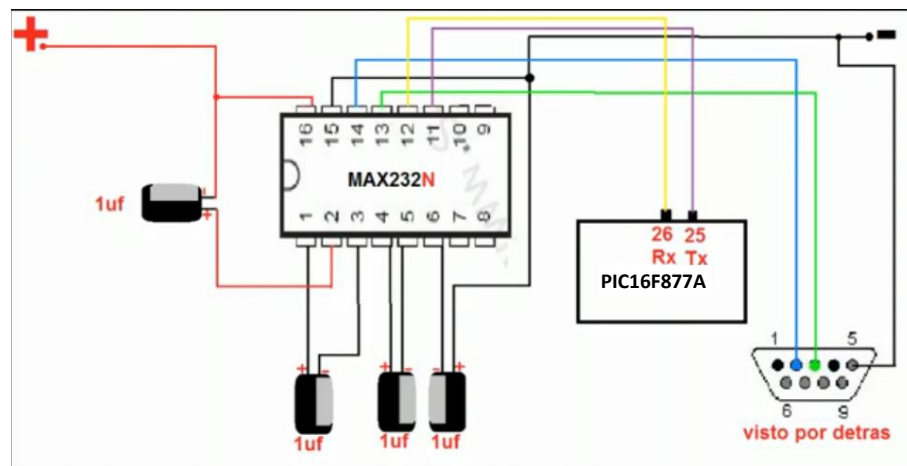 + -
16 15 14 13 12 11 10 9
MAX232N
1 2 3 4 5 6 7 8
1uf
-
+
26 25
Rx Tx
PIC16F877A
1 5
6 9
visto por detras
+ - + - - +
1uf 1uf 1uf